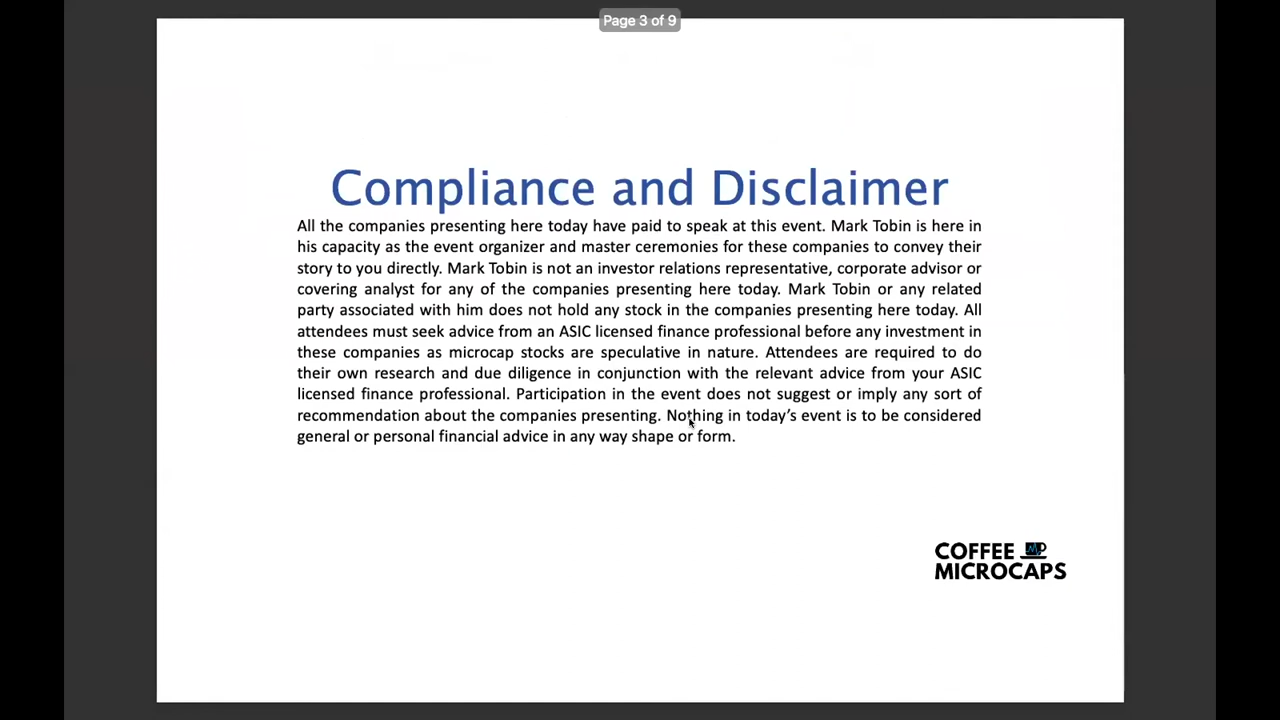 Page 3 of 9
Compliance and Disclaimer
All the companies presenting here today have paid to speak at this event. Mark Tobin is here in
his capacity as the event organizer and master ceremonies for these companies to convey their
story to you directly. Mark Tobin is not an investor relations representative, corporate advisor or
covering analyst for any of the companies presenting here today. Mark Tobin or any related
party associated with him does not hold any stock in the companies presenting here today. All
attendees must seek advice from an ASIC licensed finance professional before any investment in
these companies as microcap stocks are speculative in nature. Attendees are required to do
their own research and due diligence in conjunction with the relevant advice from your ASIC
licensed finance professional. Participation in the event does not suggest or imply any sort of
recommendation about the companies presenting. Nothing in today’s event is to be considered
general or personal financial advice in any way shape or form.
COFFEE
MICROCAPS